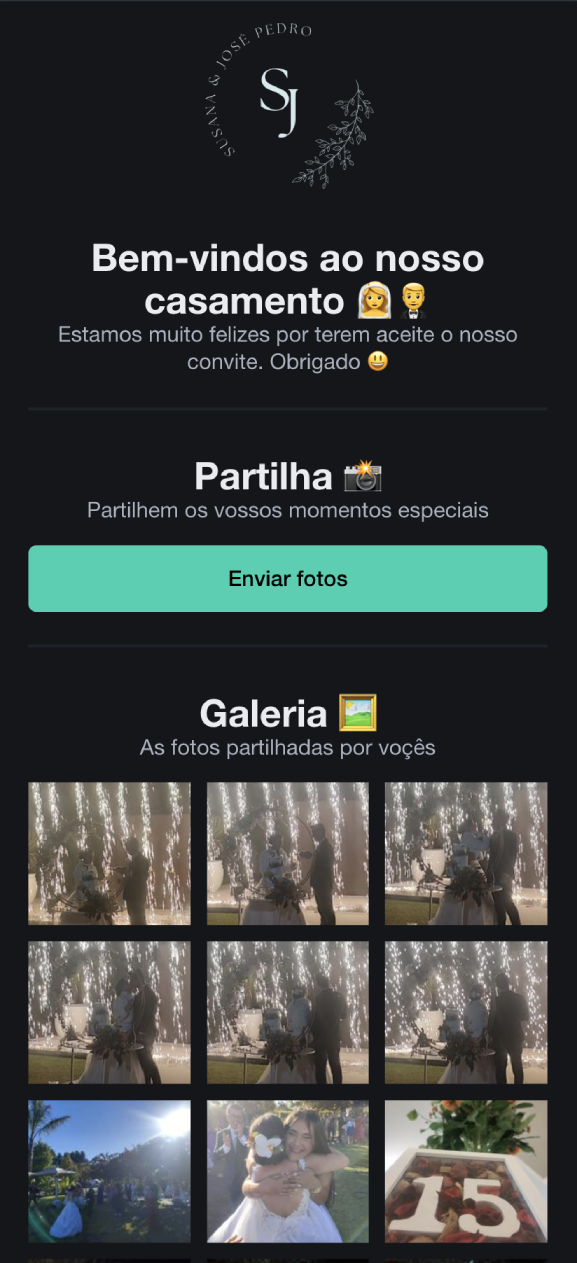 SUSANA & JOSÉ PEDRO
SJ
Bem-vindos ao nosso
casamento 👰🤵
Estamos muito felizes por terem aceite o nosso
convite. Obrigado 😃
Partilha 📸
Partilhem os vossos momentos especiais
Enviar fotos
Galeria 🖼️
As fotos partilhadas por voçês
15